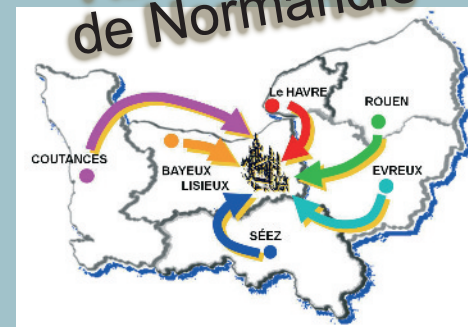 de Normandie
Le HAVRE
ROUEN
COUTANCES
BAYEUX
LISIEUX
EVREUX
SÉEZ